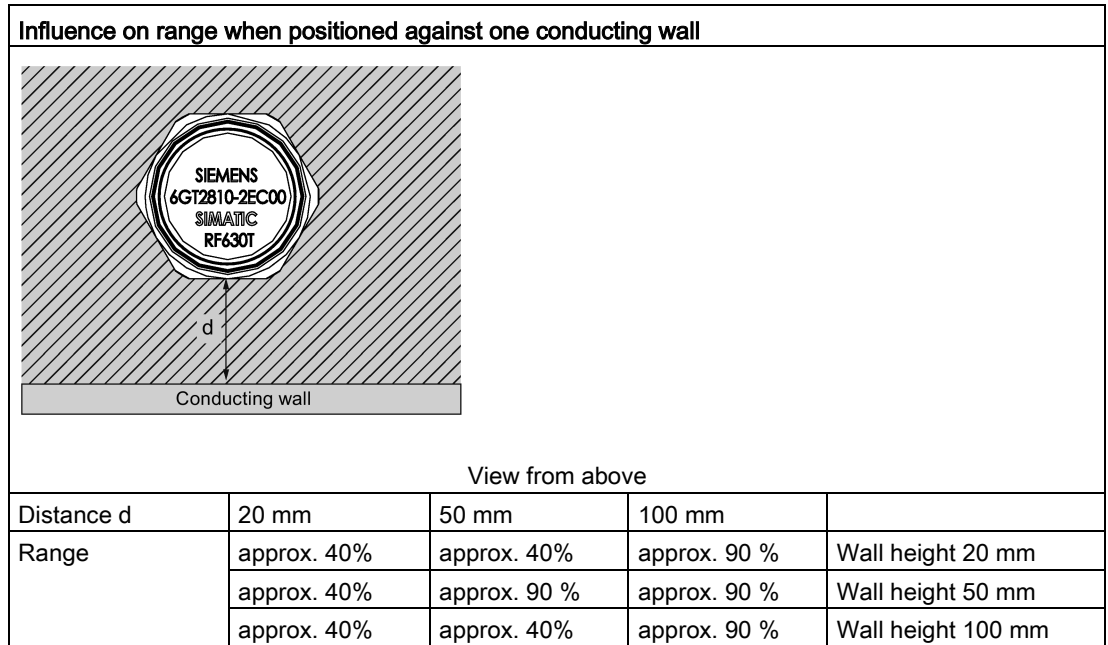 Influence on range when positioned against one conducting wall
SIEMENS
6GT2810-2EC00
SIMATIC
RF630T
d
Conducting wall
View from above
Distance d 20 mm 50 mm 100 mm
Range approx. 40% approx. 40% approx. 90 % Wall height 20 mm
approx. 40% approx. 90 % approx. 90 % Wall height 50 mm
approx. 40% approx. 40% approx. 90 % Wall height 100 mm